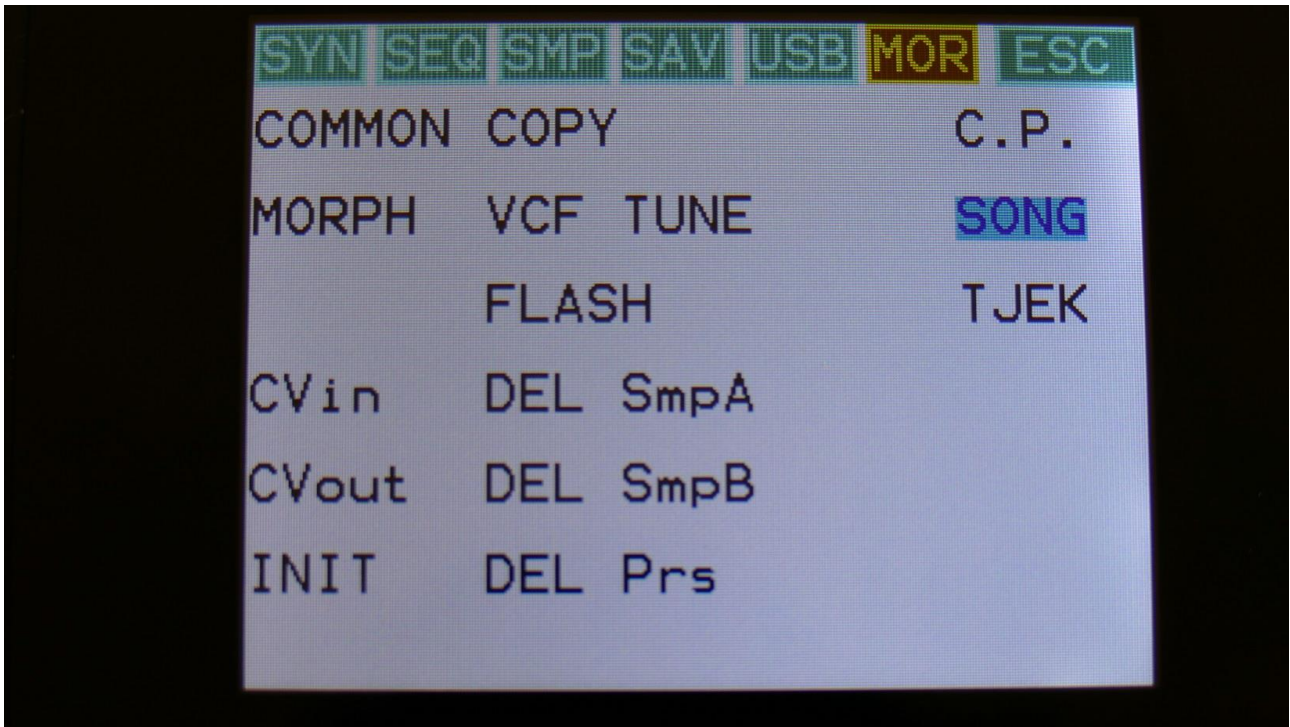 SYN SEQ SMP SAV USB MOR ESC
COMMON COPY C.P.
MORPH VCF TUNE SONG
FLASH TJEK
CVin DEL SmpA
CVout DEL SmpB
INIT DEL Prs